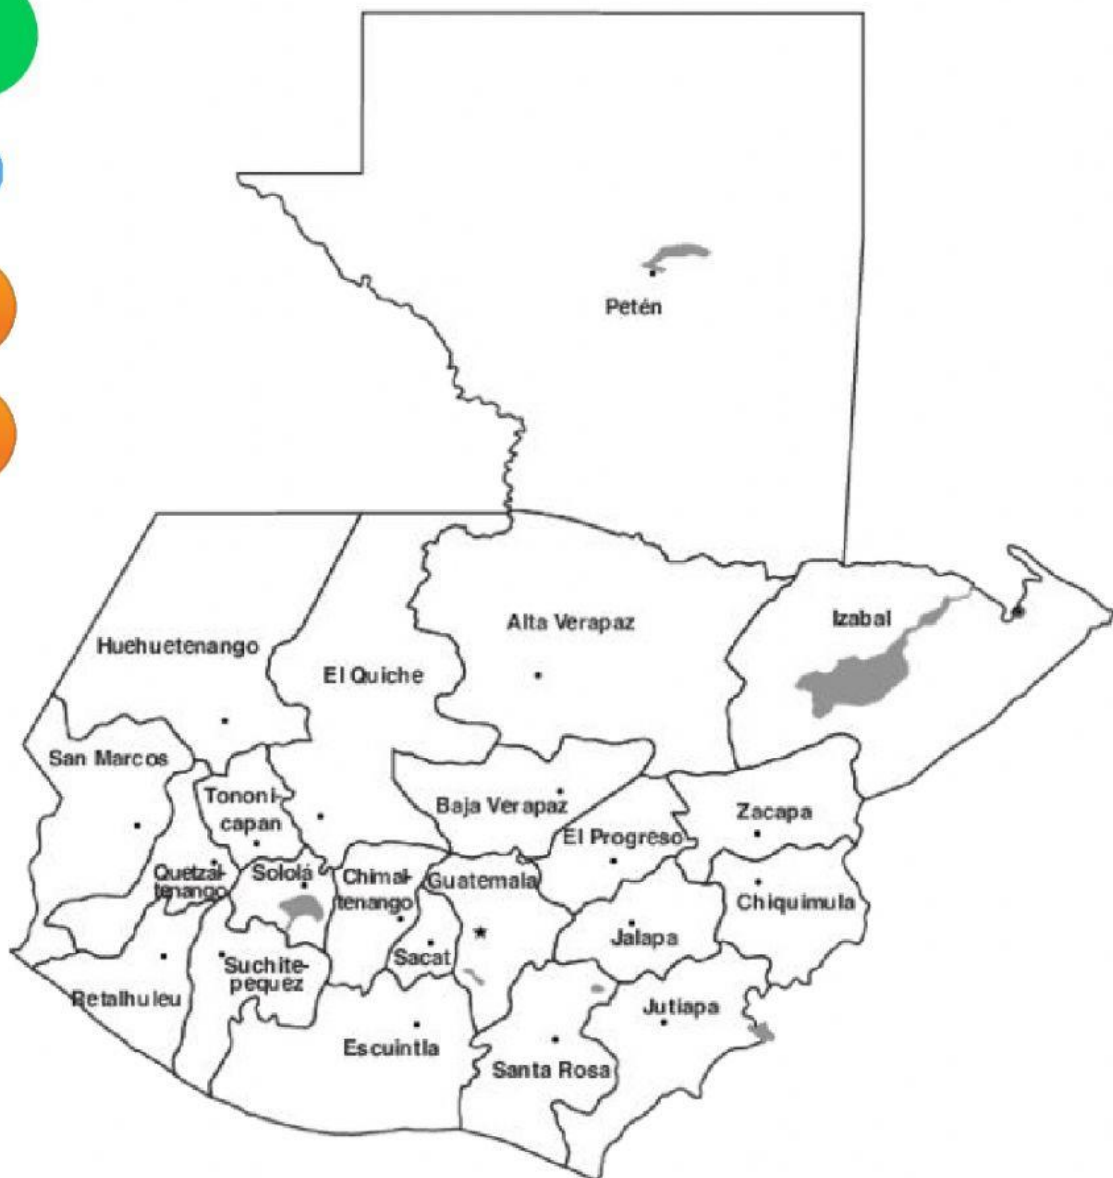 Petén
Alta Verapaz
Izabal
Huehuetenango
El Quiche
San Marcos
Tononi-
capan
Baja Verapaz
Zacapa
El Progreso
Quetzal-
tenango
Sololá
Chimal-
tenango
Guatemala
Chiquimula
Jalapa
Sacat
Suchite-
pequez
Retalhuleu
Jutiapa
Escuintla
Santa Rosa